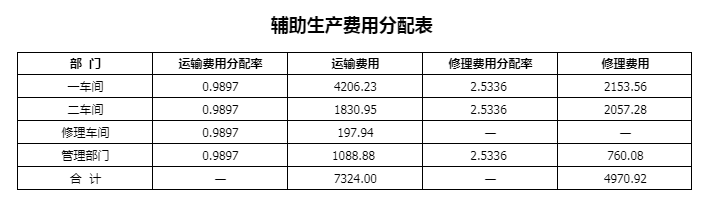 辅助生产费用分配表
部 门 运输费用分配率 运输费用 修理费用分配率 修理费用
一车间 0.9897 4206.23 2.5336 2153.56
二车间 0.9897 1830.95 2.5336 2057.28
修理车间 0.9897 197.94 — —
管理部门 0.9897 1088.88 2.5336 760.08
合 计 — 7324.00 — 4970.92